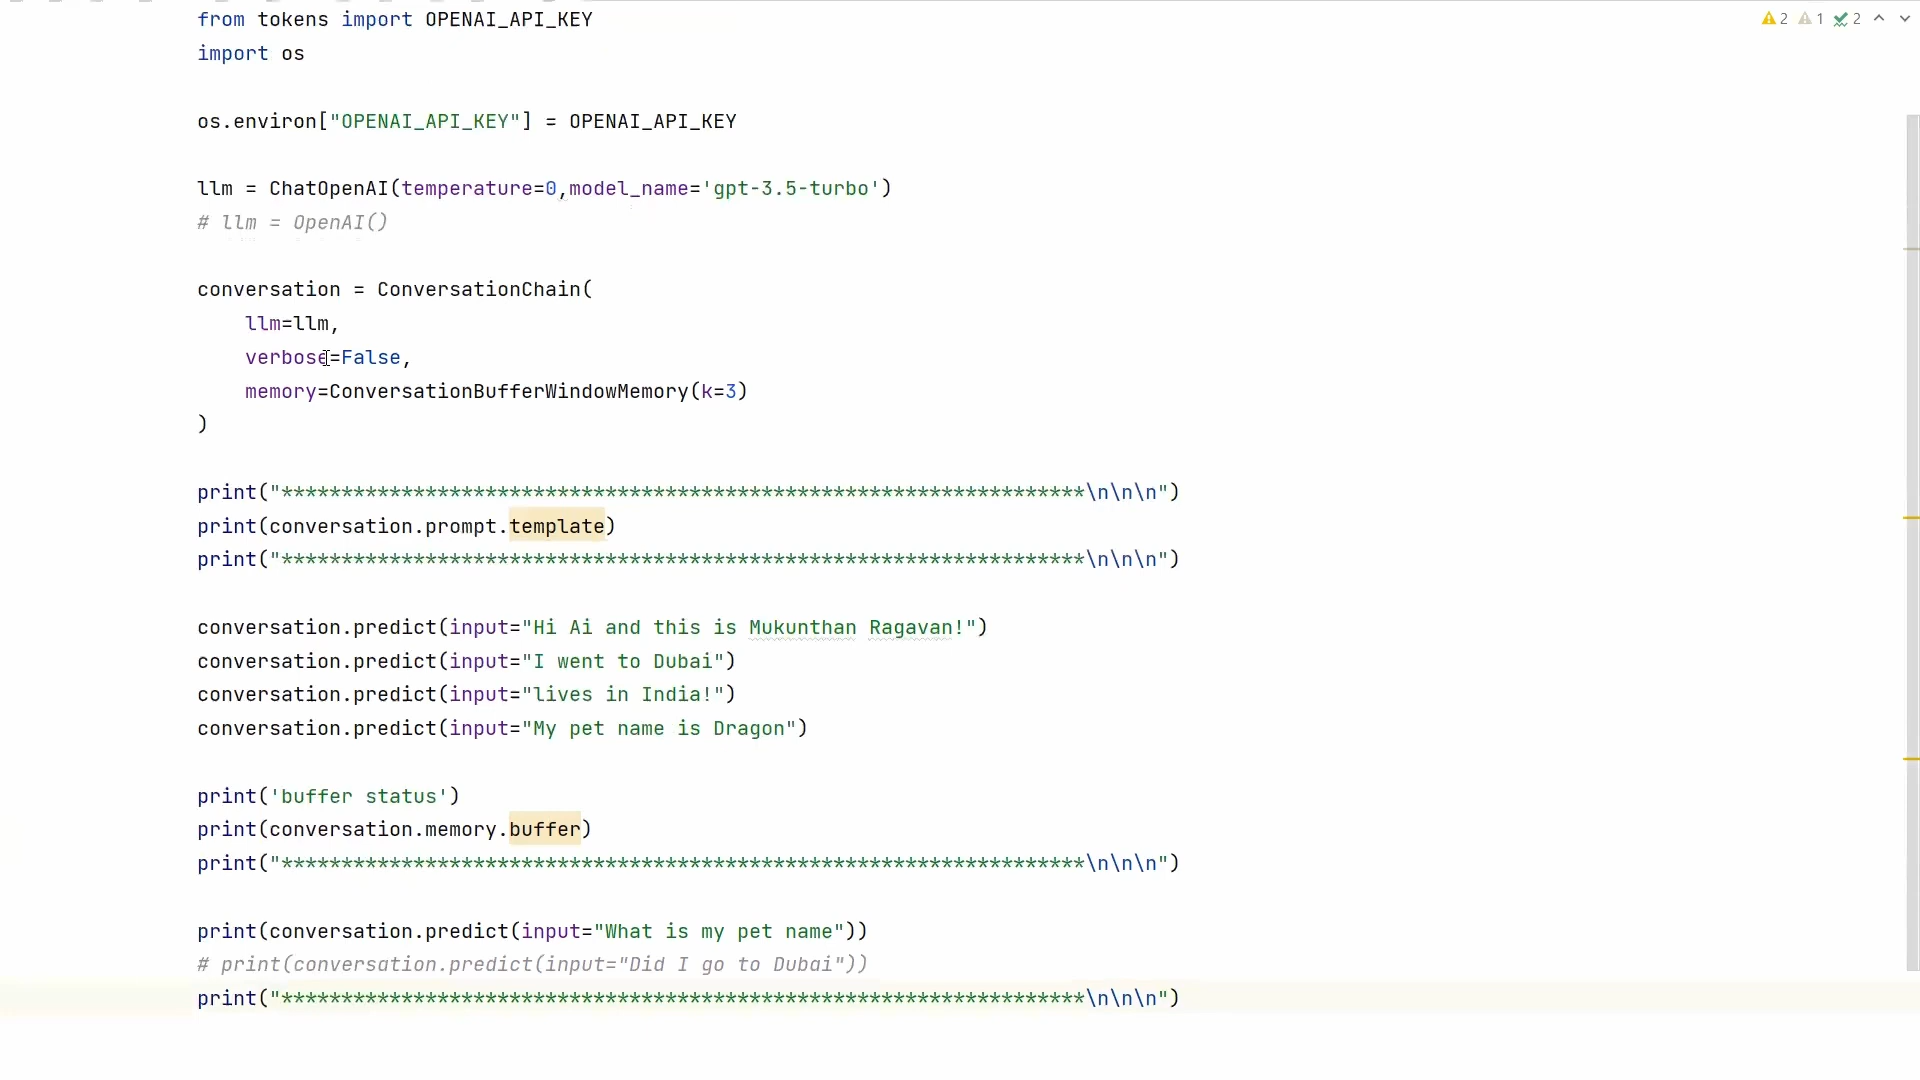 from tokens import OPENAI_API_KEY
2 1 2
import os
os.environ["OPENAI_API_KEY"] = OPENAI_API_KEY
llm = ChatOpenAI(temperature=0,model_name='gpt-3.5-turbo')
# llm = OpenAI()
conversation = ConversationChain(
llm=llm,
verbose=False,
memory=ConversationBufferWindowMemory(k=3)
)
print("*******************************************************************\n\n\n")
print(conversation.prompt.template)
print("*******************************************************************\n\n\n")
conversation.predict(input="Hi Ai and this is Mukunthan Ragavan!")
conversation.predict(input="I went to Dubai")
conversation.predict(input="lives in India!")
conversation.predict(input="My pet name is Dragon")
print('buffer status')
print(conversation.memory.buffer)
print("*******************************************************************\n\n\n")
print(conversation.predict(input="What is my pet name"))
# print(conversation.predict(input="Did I go to Dubai"))
print("*******************************************************************\n\n\n")